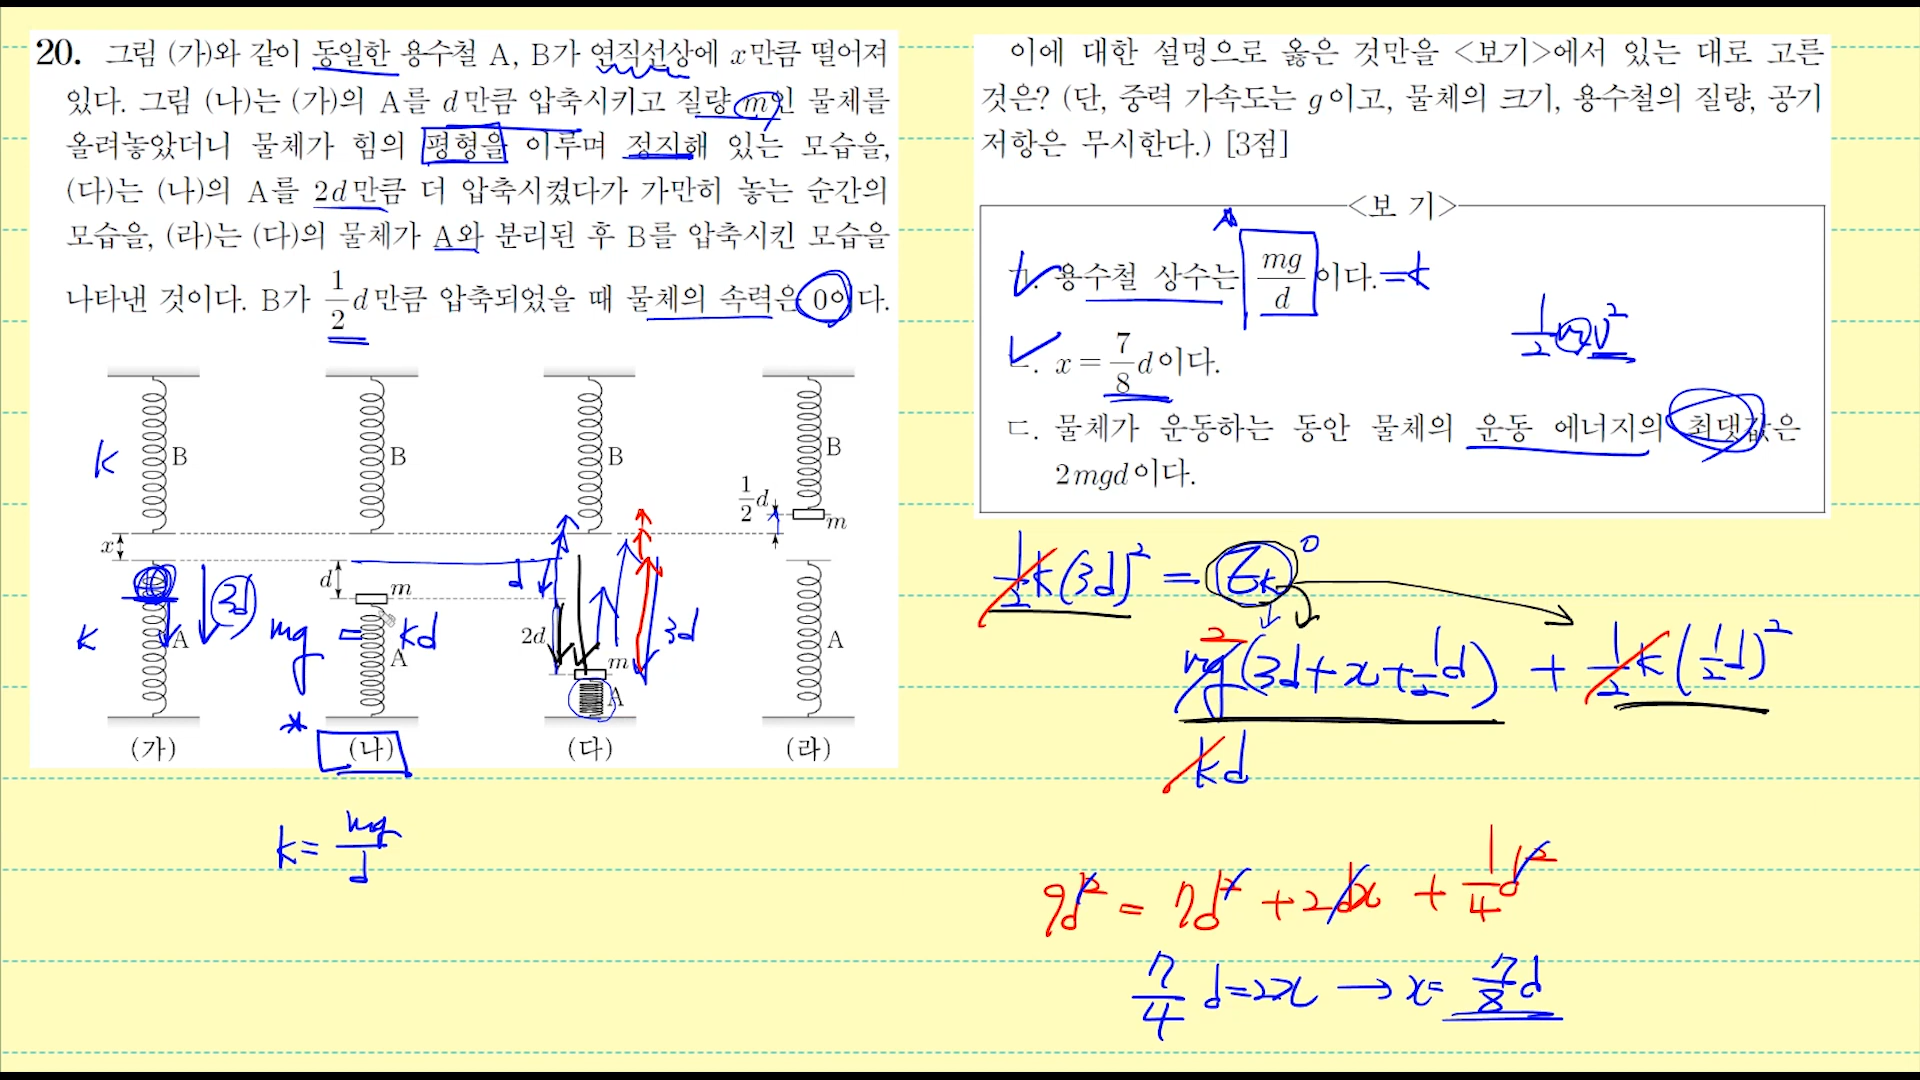 20. 그림 (가)와 같이 동일한 용수철 A, B가 연직선상에 x만큼 떨어져
있다. 그림 (나)는 (가)의 A를 d만큼 압축시키고 질량 m인 물체를
올려놓았더니 물체가 힘의 평형을 이루며 정지해 있는 모습을,
(다)는 (나)의 A를 2d만큼 더 압축시켰다가 가만히 놓는 순간의
모습을, (라)는 (다)의 물체가 A와 분리된 후 B를 압축시킨 모습을
나타낸 것이다. B가 1/2 d만큼 압축되었을 때 물체의 속력은 0이다.
B B B B
k
1/2 d
m
x
d m
d
3d
k A
mg = kd
A
2d
m
3d
A
A
*
(가) (나) (다) (라)
k = mg/d
이에 대한 설명으로 옳은 것만을 <보기>에서 있는 대로 고른
것은? (단, 중력 가속도는 g이고, 물체의 크기, 용수철의 질량, 공기
저항은 무시한다.) [3점]
<보 기>
ㄱ. 용수철 상수는 mg/d 이다. = k
1/2 mv²
ㄴ. x = 7/8 d이다.
ㄷ. 물체가 운동하는 동안 물체의 운동 에너지의 최댓값은
2mgd이다.
1/2 k(3d)² = Ek 0
2
mg(3d+x+1/2 d) + 1/2 k(1/2 d)²
kd
9d² = 7d² + 2dx + 1/4 d²
7/4 d = 2x → x = 7/8 d